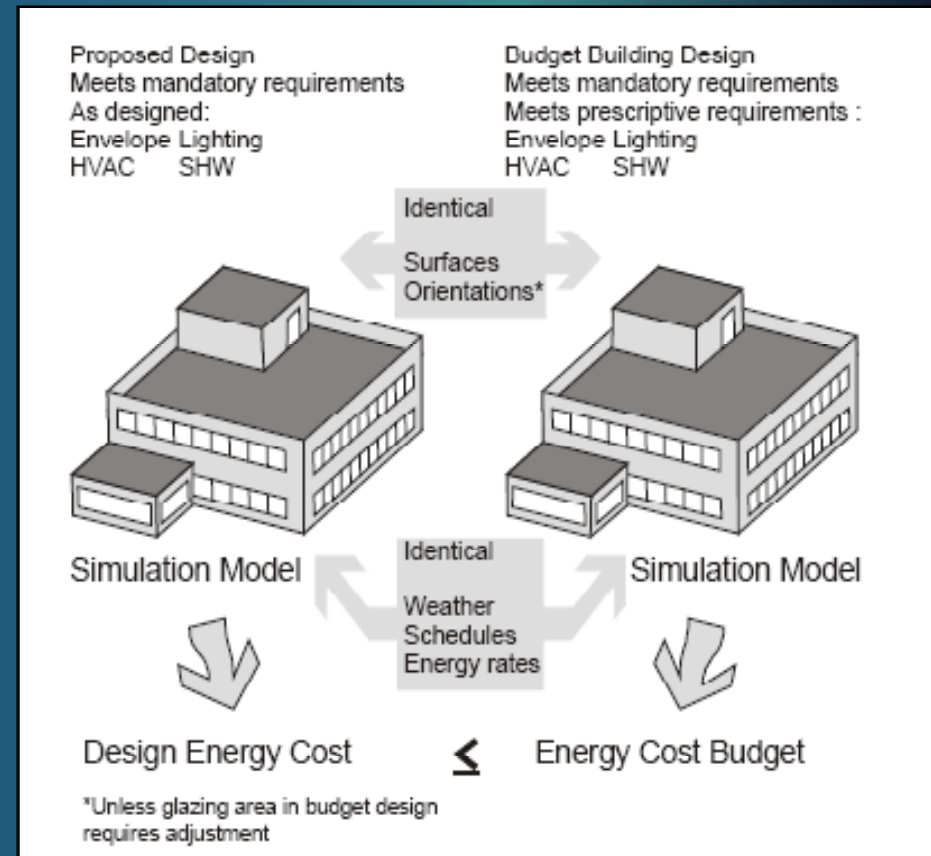 Proposed Design
Meets mandatory requirements
As designed:
Envelope Lighting
HVAC SHW
Budget Building Design
Meets mandatory requirements
Meets prescriptive requirements :
Envelope Lighting
HVAC SHW
Identical
Surfaces
Orientations*
Simulation Model
Identical
Weather
Schedules
Energy rates
Simulation Model
Design Energy Cost ≤ Energy Cost Budget
*Unless glazing area in budget design
requires adjustment